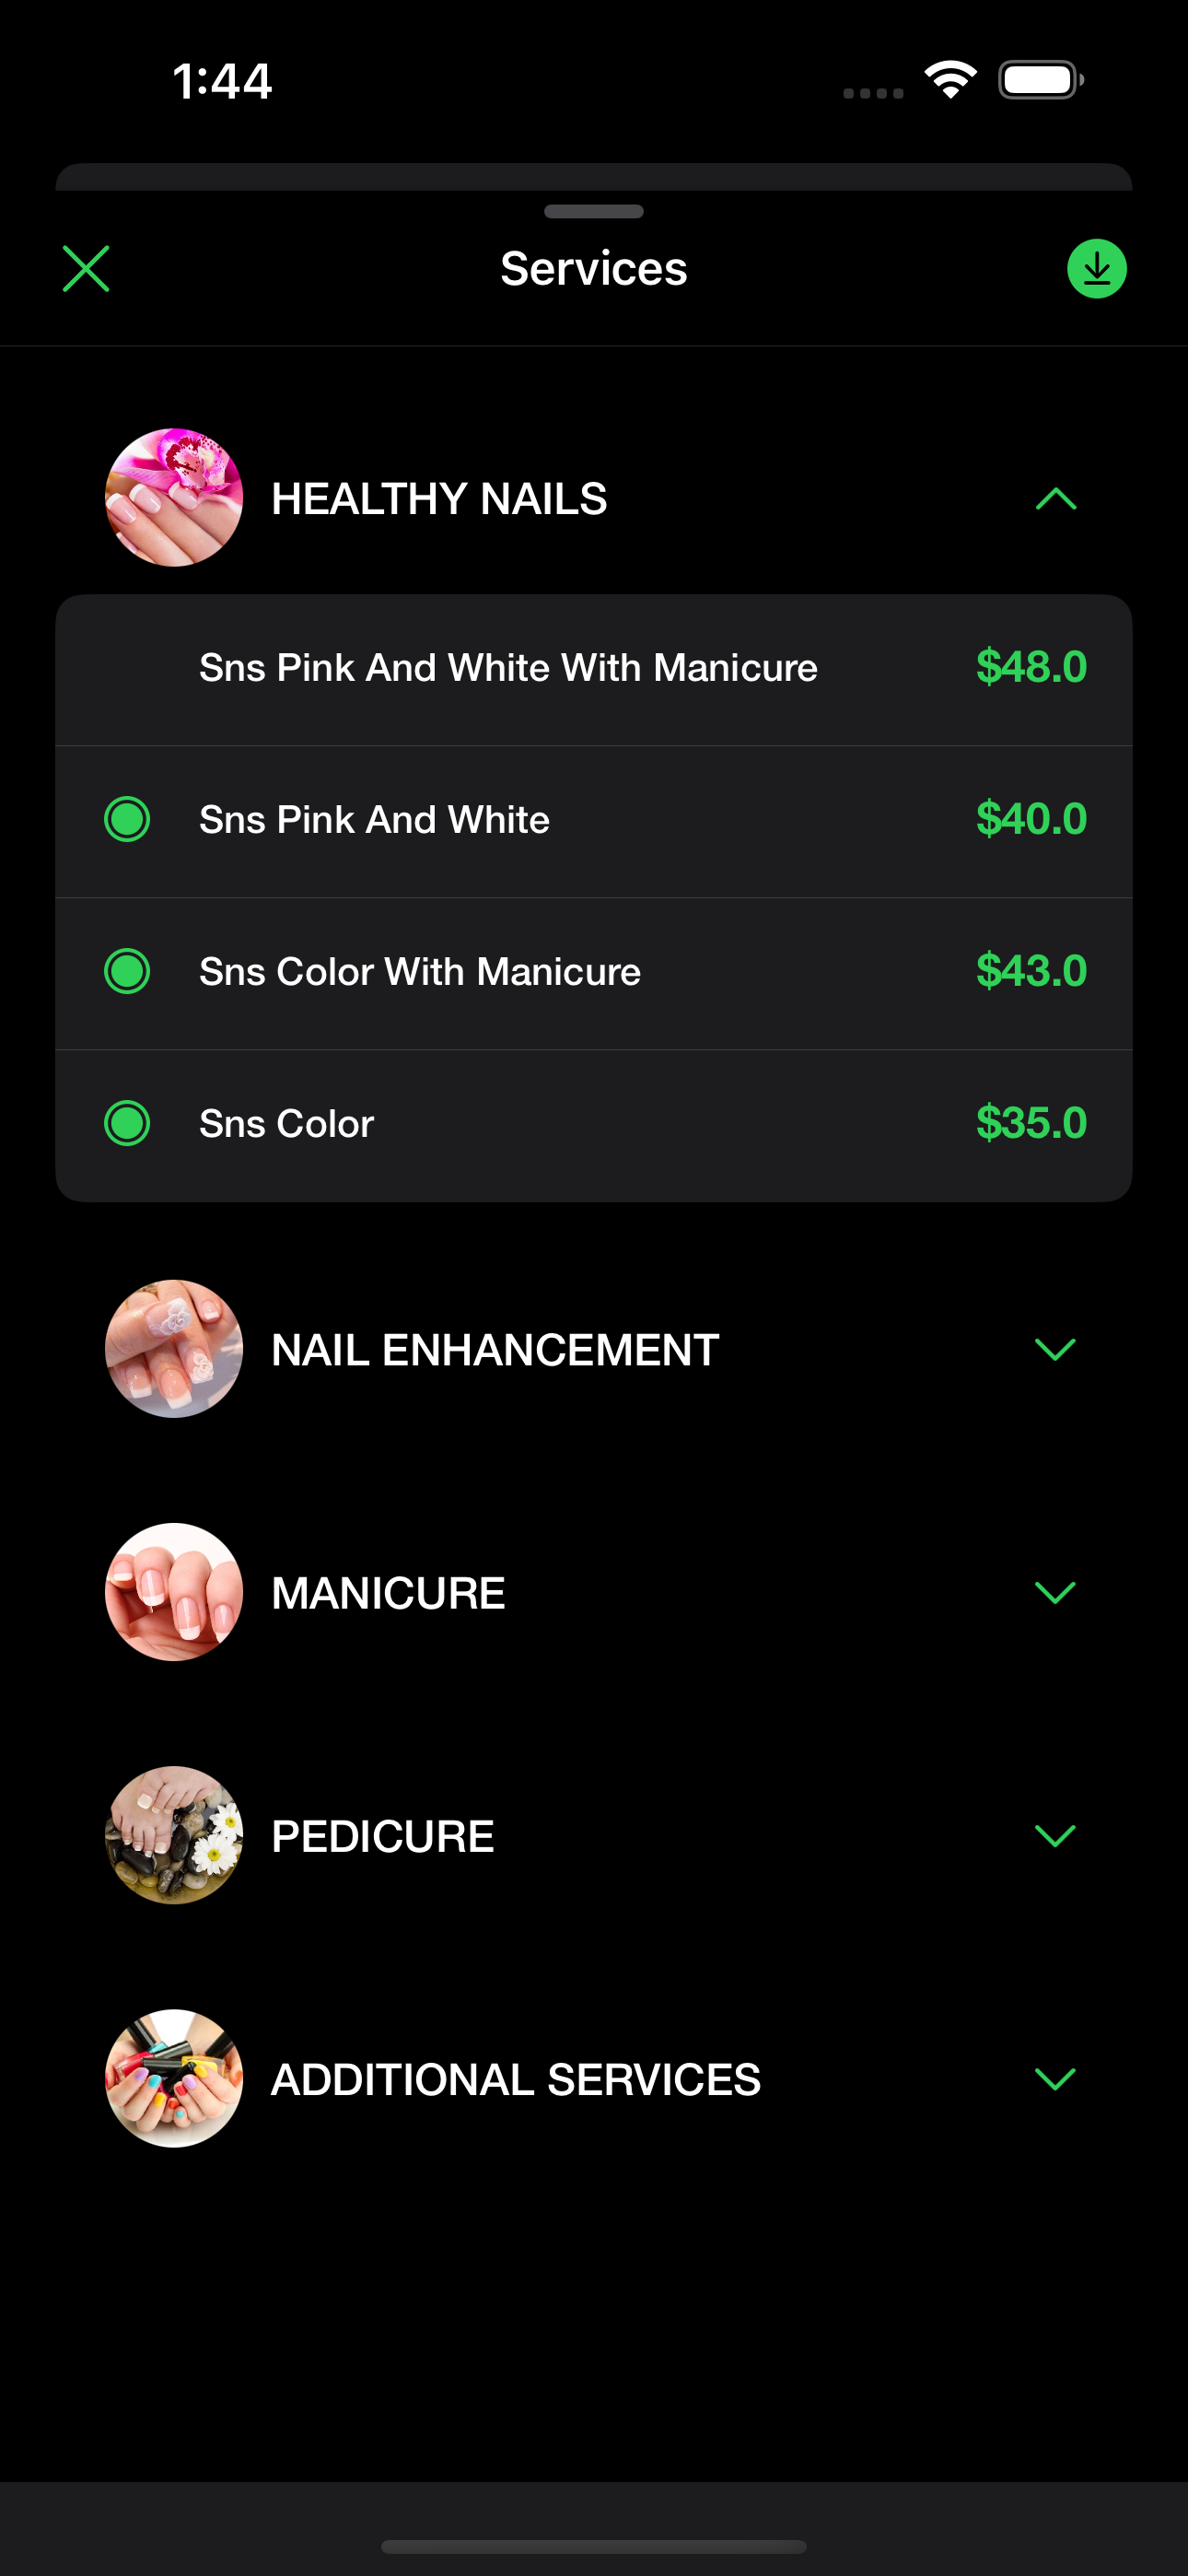 1:44
Services
HEALTHY NAILS
Sns Pink And White With Manicure $48.0
Sns Pink And White $40.0
Sns Color With Manicure $43.0
Sns Color $35.0
NAIL ENHANCEMENT
MANICURE
PEDICURE
ADDITIONAL SERVICES